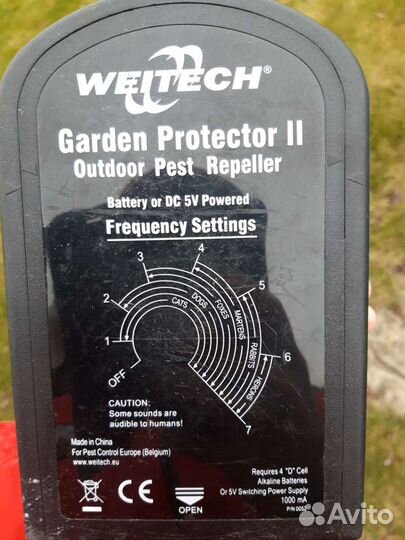 WEITECH®
Garden Protector II
Outdoor Pest Repeller
Battery or DC 5V Powered
Frequency Settings
4
3
5
2
CATS
DOGS
FOXES
MARTENS
RABBITS
HERONS
1
6
OFF
7
CAUTION:
Some sounds are
audible to humans!
Made in China
For Pest Control Europe (Belgium)
www.weitech.eu
Requires 4 "D" Cell
Alkaline Batteries
Or 5V Switching Power Supply
1000 mA
CE
OPEN
Avito